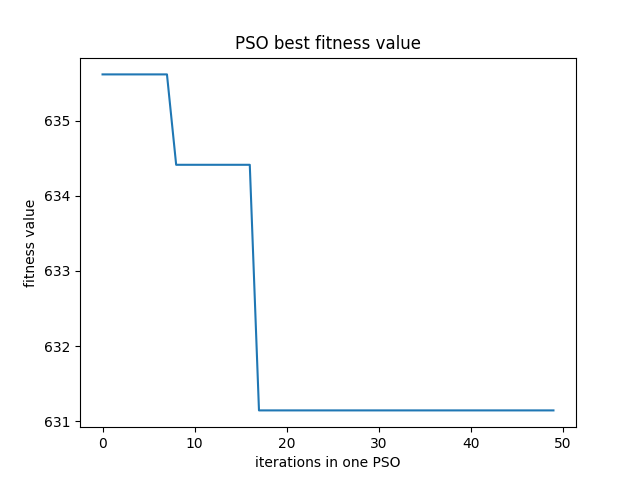 PSO best fitness value
635
634
633
632
631
fitness value
0 10 20 30 40 50
iterations in one PSO